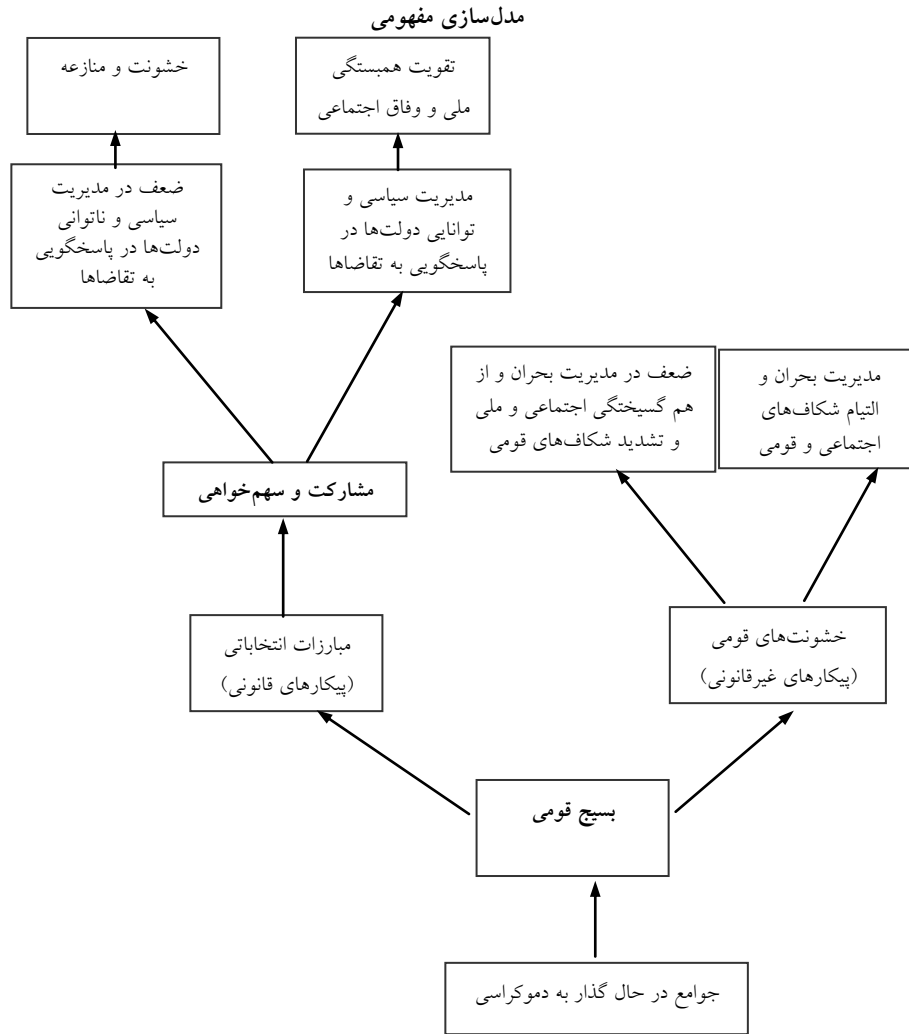 مدل‌سازی مفهومی
تقویت همبستگی
ملی و وفاق اجتماعی
خشونت و منازعه
مدیریت سیاسی و
توانایی دولت‌ها در
پاسخگویی به تقاضاها
ضعف در مدیریت
سیاسی و ناتوانی
دولت‌ها در پاسخگویی
به تقاضاها
مدیریت بحران و
التیام شکاف‌های
اجتماعی و قومی
ضعف در مدیریت بحران و از
هم گسیختگی اجتماعی و ملی
و تشدید شکاف‌های قومی
مشارکت و سهم‌خواهی
خشونت‌های قومی
(پیکارهای غیرقانونی)
مبارزات انتخاباتی
(پیکارهای قانونی)
بسیج قومی
جوامع در حال گذار به دموکراسی